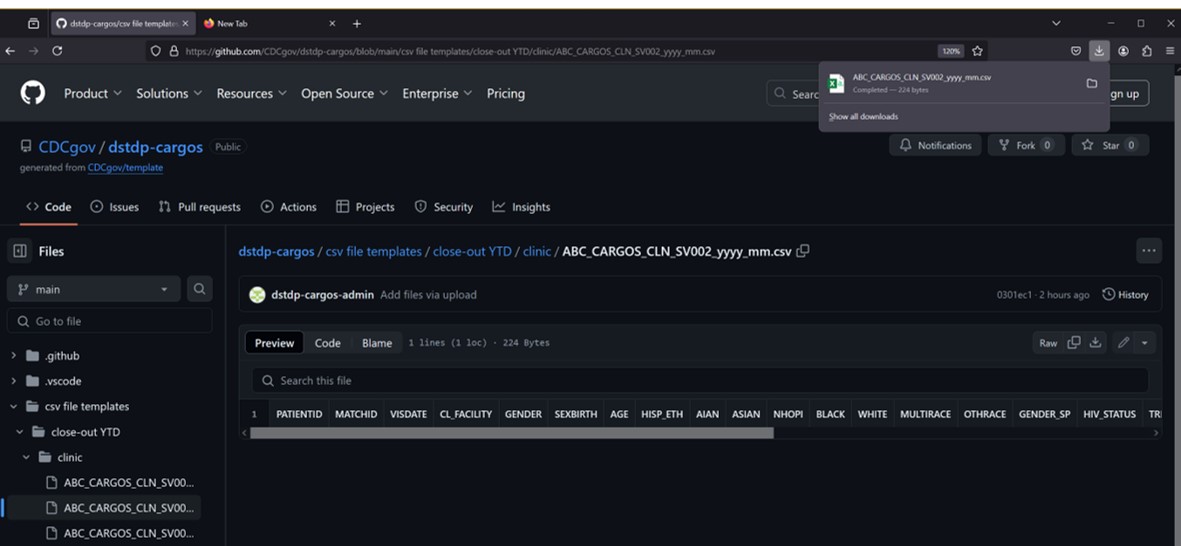 dstdp-cargos/csv file templates
New Tab
https://github.com/CDCgov/dstdp-cargos/blob/main/csv file templates/close-out YTD/clinic/ABC_CARGOS_CLN_SV002_yyyy_mm.csv
120%
ABC_CARGOS_CLN_SV002_yyyy_mm.csv
Completed — 224 bytes
Show all downloads
Product Solutions Resources Open Source Enterprise Pricing
Searc
gn up
CDCgov / dstdp-cargos Public
generated from CDCgov/template
Notifications Fork 0 Star 0
Code Issues Pull requests Actions Projects Security Insights
Files
main
Go to file
.github
.vscode
csv file templates
close-out YTD
clinic
ABC_CARGOS_CLN_SV00...
ABC_CARGOS_CLN_SV00...
ABC_CARGOS_CLN_SV00...
dstdp-cargos / csv file templates / close-out YTD / clinic / ABC_CARGOS_CLN_SV002_yyyy_mm.csv
dstdp-cargos-admin Add files via upload
0301ec1 · 2 hours ago History
Preview Code Blame 1 lines (1 loc) · 224 Bytes
Raw
Search this file
1 PATIENTID MATCHID VISDATE CL_FACILITY GENDER SEXBIRTH AGE HISP_ETH AIAN ASIAN NHOPI BLACK WHITE MULTIRACE OTHRACE GENDER_SP HIV_STATUS TRI